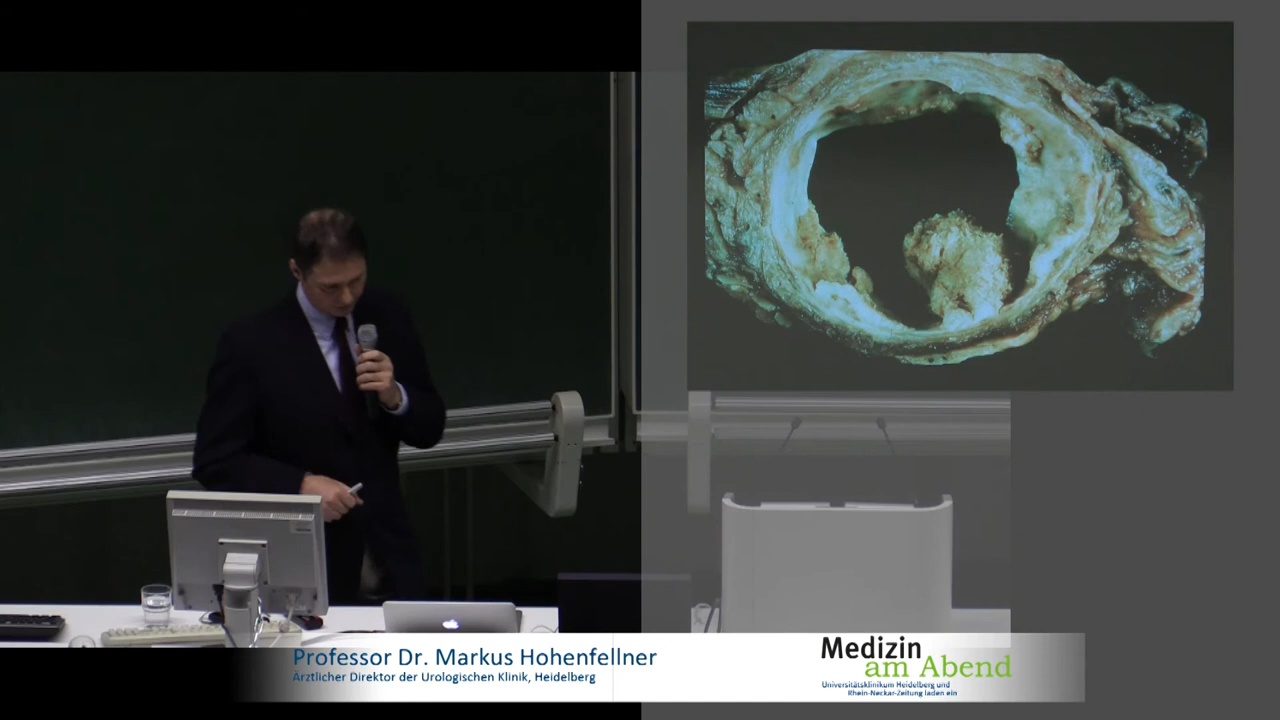 Professor Dr. Markus Hohenfellner
Ärztlicher Direktor der Urologischen Klinik, Heidelberg
Medizin
am Abend
Universitätsklinikum Heidelberg und
Rhein-Neckar-Zeitung laden ein